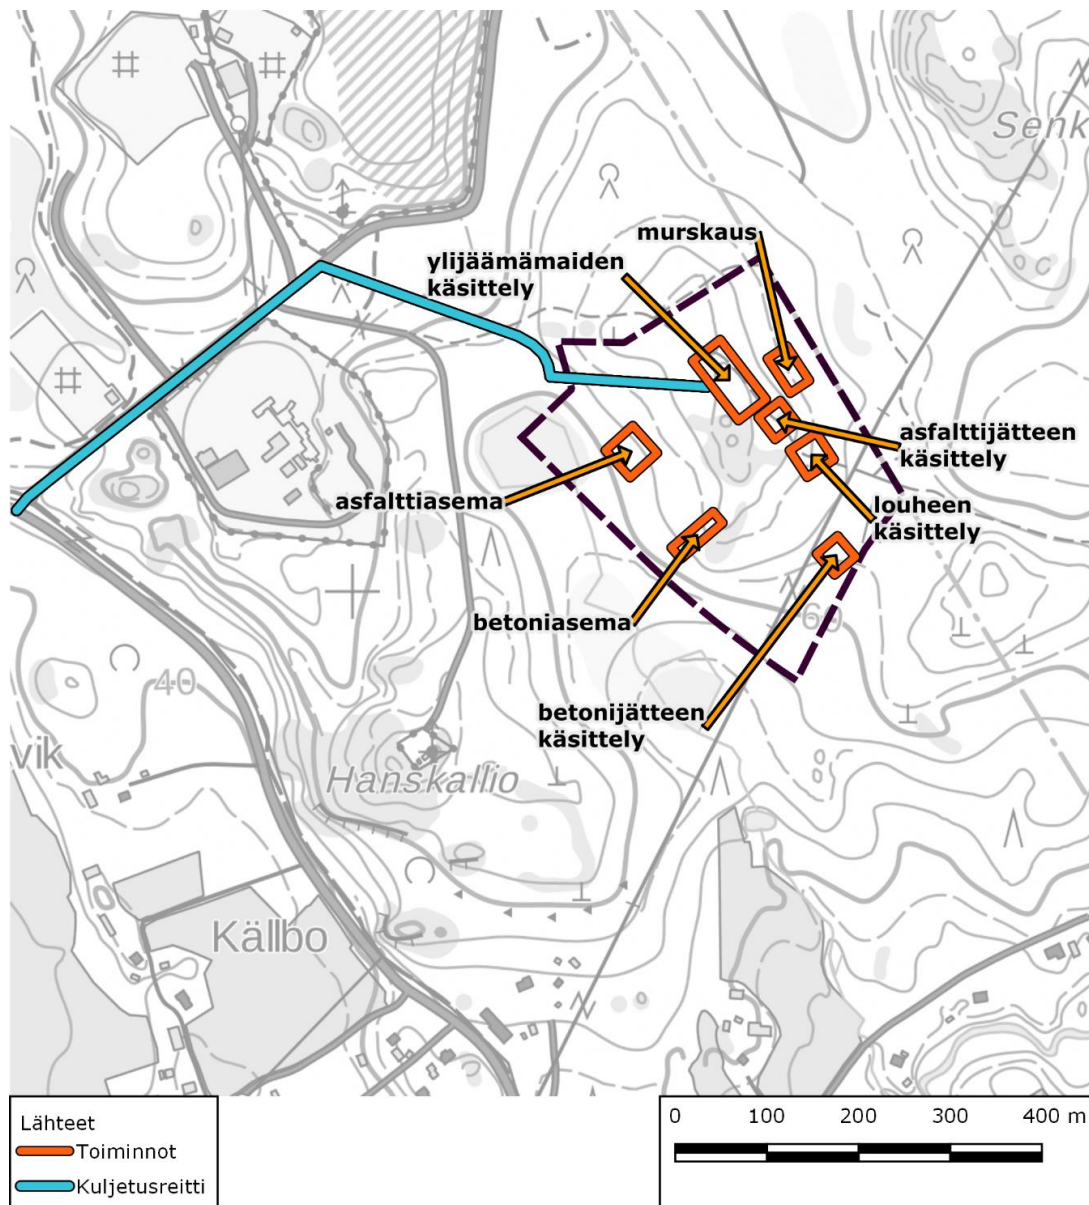 Senk
murskaus
ylijäämämaiden
käsittely
asfalttijätteen
käsittely
louheen
käsittely
asfalttiasema
betoniasema
60
betonijätteen
käsittely
40
vik
Hanskallio
Källbo
Lähteet
Toiminnot
Kuljetusreitti
0 100 200 300 400 m